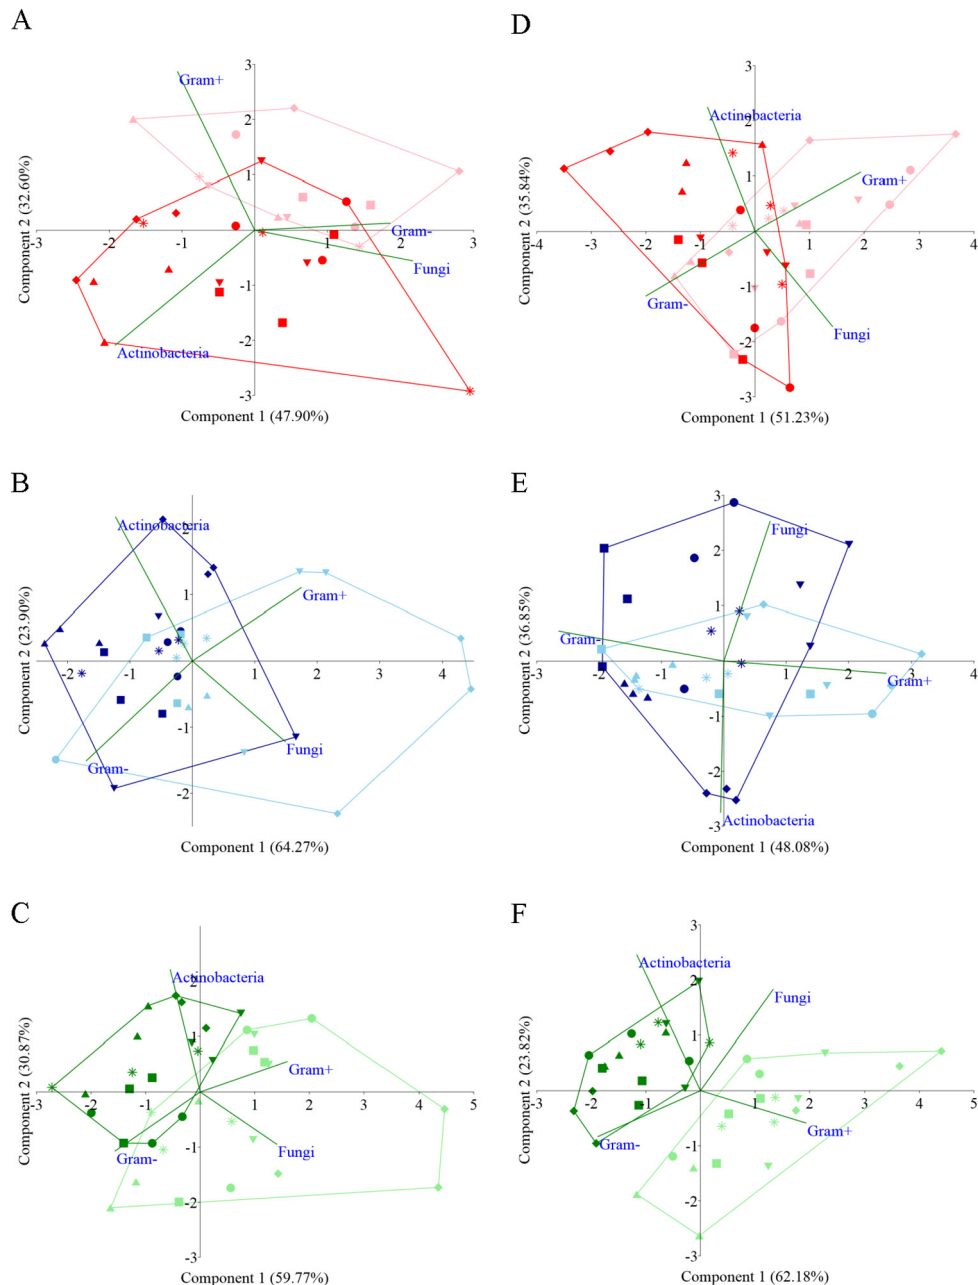 A
3
Gram+
2
1
-3 -2 -1 1 2 3
Gram-
Fungi
-1
-2
Actinobacteria
-3
Component 2 (32.60%)
Component 1 (47.90%)
D
3
Actinobacteria
2
Gram+
1
-4 -3 -2 -1 1 2 3 4
-1
Gram-
Fungi
-2
-3
Component 2 (35.84%)
Component 1 (51.23%)
B
Actinobacteria
2
Gram+
1
-2 -1 1 2 3 4
-1
Fungi
Gram-
-2
Component 2 (23.90%)
Component 1 (64.27%)
E
3
Fungi
2
1
Gram-
-3 -2 -1 1 2 3 4
Gram+
-1
-2
Actinobacteria
-3
Component 2 (36.85%)
Component 1 (48.08%)
C
3
Actinobacteria
2
1
Gram+
-3 -2 -1 1 2 3 4 5
-1
Fungi
Gram-
-2
-3
Component 2 (30.87%)
Component 1 (59.77%)
F
3
Actinobacteria
2
Fungi
1
-3 -2 -1 1 2 3 4 5
Gram+
Gram-
-1
-2
-3
Component 2 (23.82%)
Component 1 (62.18%)